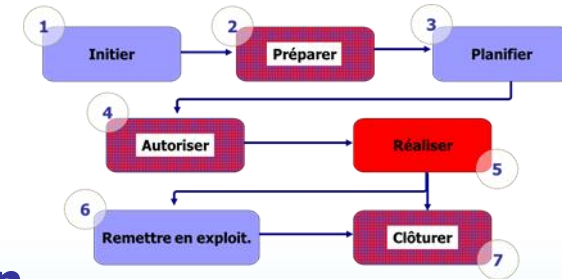 1
Initier
2
Préparer
3
Planifier
4
Autoriser
Réaliser
5
6
Remettre en exploit.
Clôturer
7